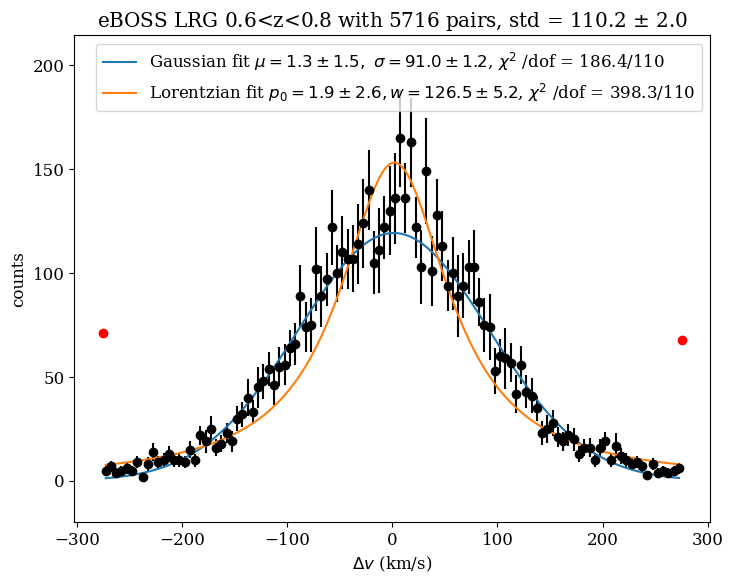 eBOSS LRG 0.6<z<0.8 with 5716 pairs, std = 110.2 ± 2.0
Gaussian fit μ = 1.3 ± 1.5, σ = 91.0 ± 1.2, χ² /dof = 186.4/110
Lorentzian fit p₀ = 1.9 ± 2.6, w = 126.5 ± 5.2, χ² /dof = 398.3/110
200
150
100
50
0
counts
−300 −200 −100 0 100 200 300
Δv (km/s)